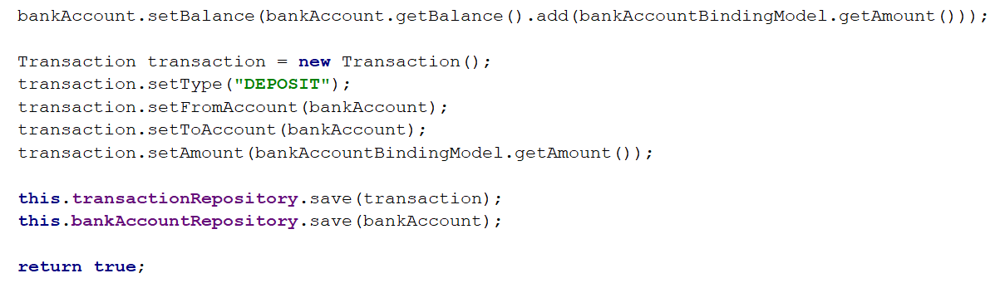 bankAccount.setBalance(bankAccount.getBalance().add(bankAccountBindingModel.getAmount()));
Transaction transaction = new Transaction();
transaction.setType("DEPOSIT");
transaction.setFromAccount(bankAccount);
transaction.setToAccount(bankAccount);
transaction.setAmount(bankAccountBindingModel.getAmount());
this.transactionRepository.save(transaction);
this.bankAccountRepository.save(bankAccount);
return true;